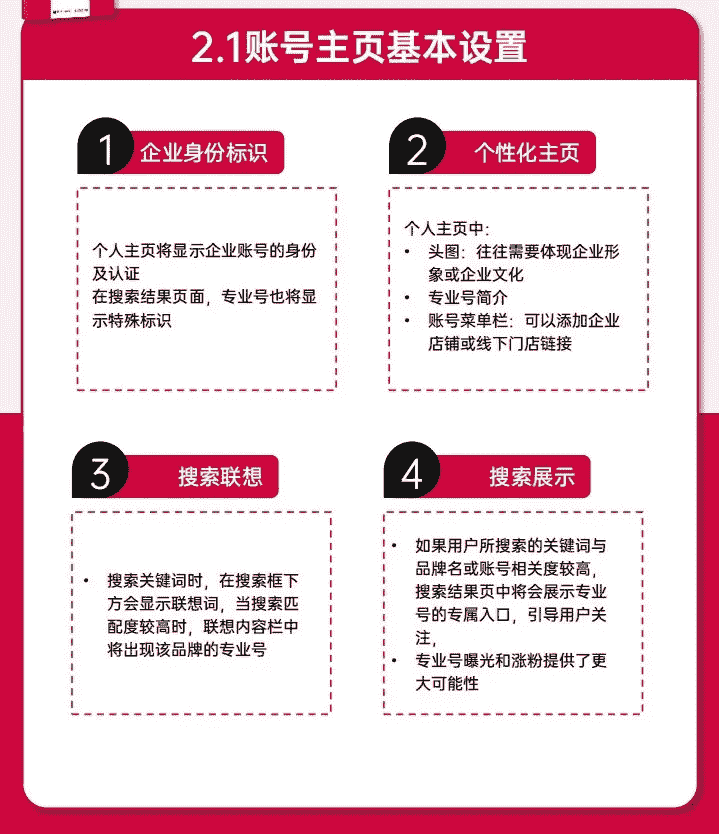 2.1账号主页基本设置
1 企业身份标识
个人主页将显示企业账号的身份
及认证
在搜索结果页面，专业号也将显
示特殊标识
2 个性化主页
个人主页中：
• 头图：往往需要体现企业形
象或企业文化
• 专业号简介
• 账号菜单栏：可以添加企业
店铺或线下门店链接
3 搜索联想
• 搜索关键词时，在搜索框下
方会显示联想词，当搜索匹
配度较高时，联想内容栏中
将出现该品牌的专业号
4 搜索展示
• 如果用户所搜索的关键词与
品牌名或账号相关度较高，
搜索结果页中将会展示专业
号的专属入口，引导用户关
注，
• 专业号曝光和涨粉提供了更
大可能性